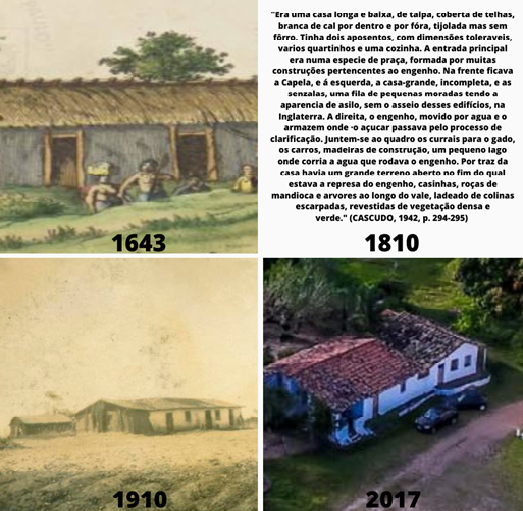 "Era uma casa longa e baixa, de taipa, coberta de telhas,
branca de cal por dentro e por fóra, tijolada mas sem
fôrro. Tinha dois aposentos, com dimensões toleraveis,
varios quartinhos e uma cozinha. A entrada principal
era numa especie de praça, formada por muitas
construções pertencentes ao engenho. Na frente ficava
a Capela, e á esquerda, a casa-grande, incompleta, e as
senzalas, uma fila de pequenas moradas tendo a
aparencia de asilo, sem o asseio desses edifícios, na
Inglaterra. A direita, o engenho, movido por agua e o
armazem onde o açucar passava pelo processo de
clarificação. Juntem-se ao quadro os currais para o gado,
os carros, madeiras de construção, um pequeno lago
onde corria a agua que rodava o engenho. Por traz da
casa havia um grande terreno aberto no fim do qual
estava a represa do engenho, casinhas, roças de
mandioca e arvores ao longo do vale, ladeado de colinas
escarpadas, revestidas de vegetação densa e
verde." (CASCUDO, 1942, p. 294-295)
1643
1810
1910
2017